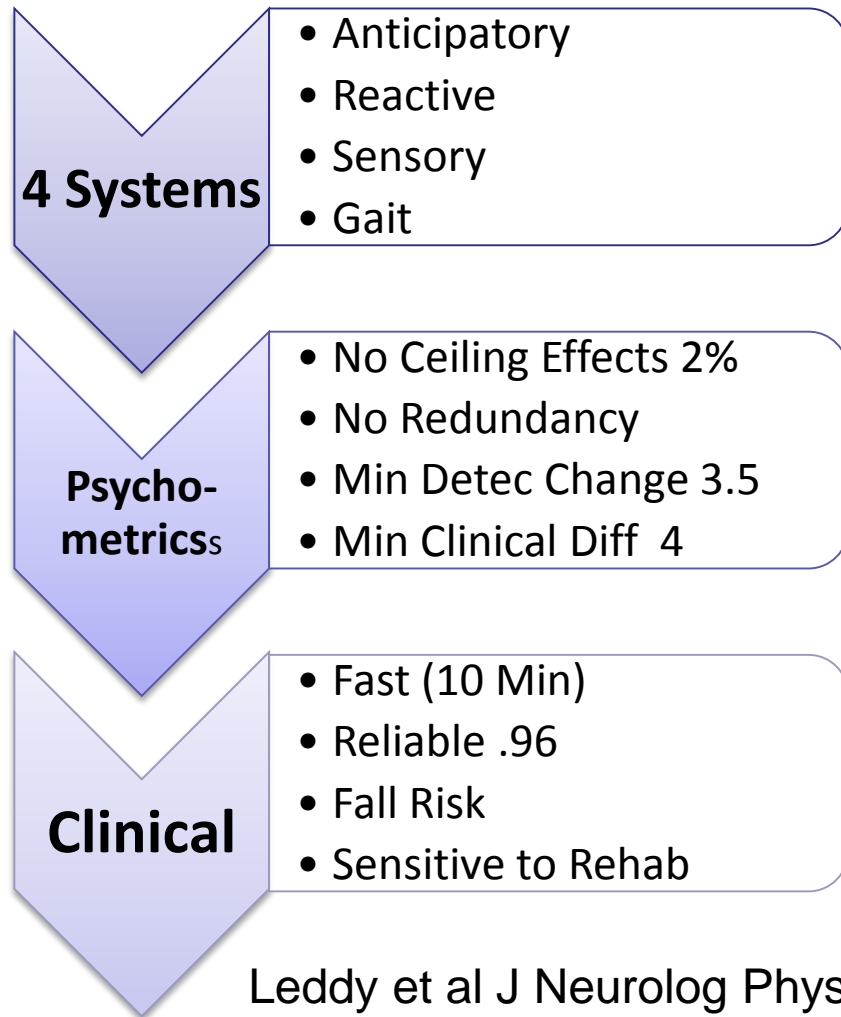 4 Systems
• Anticipatory
• Reactive
• Sensory
• Gait
Psycho-
metricss
• No Ceiling Effects 2%
• No Redundancy
• Min Detec Change 3.5
• Min Clinical Diff 4
Clinical
• Fast (10 Min)
• Reliable .96
• Fall Risk
• Sensitive to Rehab
Leddy et al J Neurolog Phys